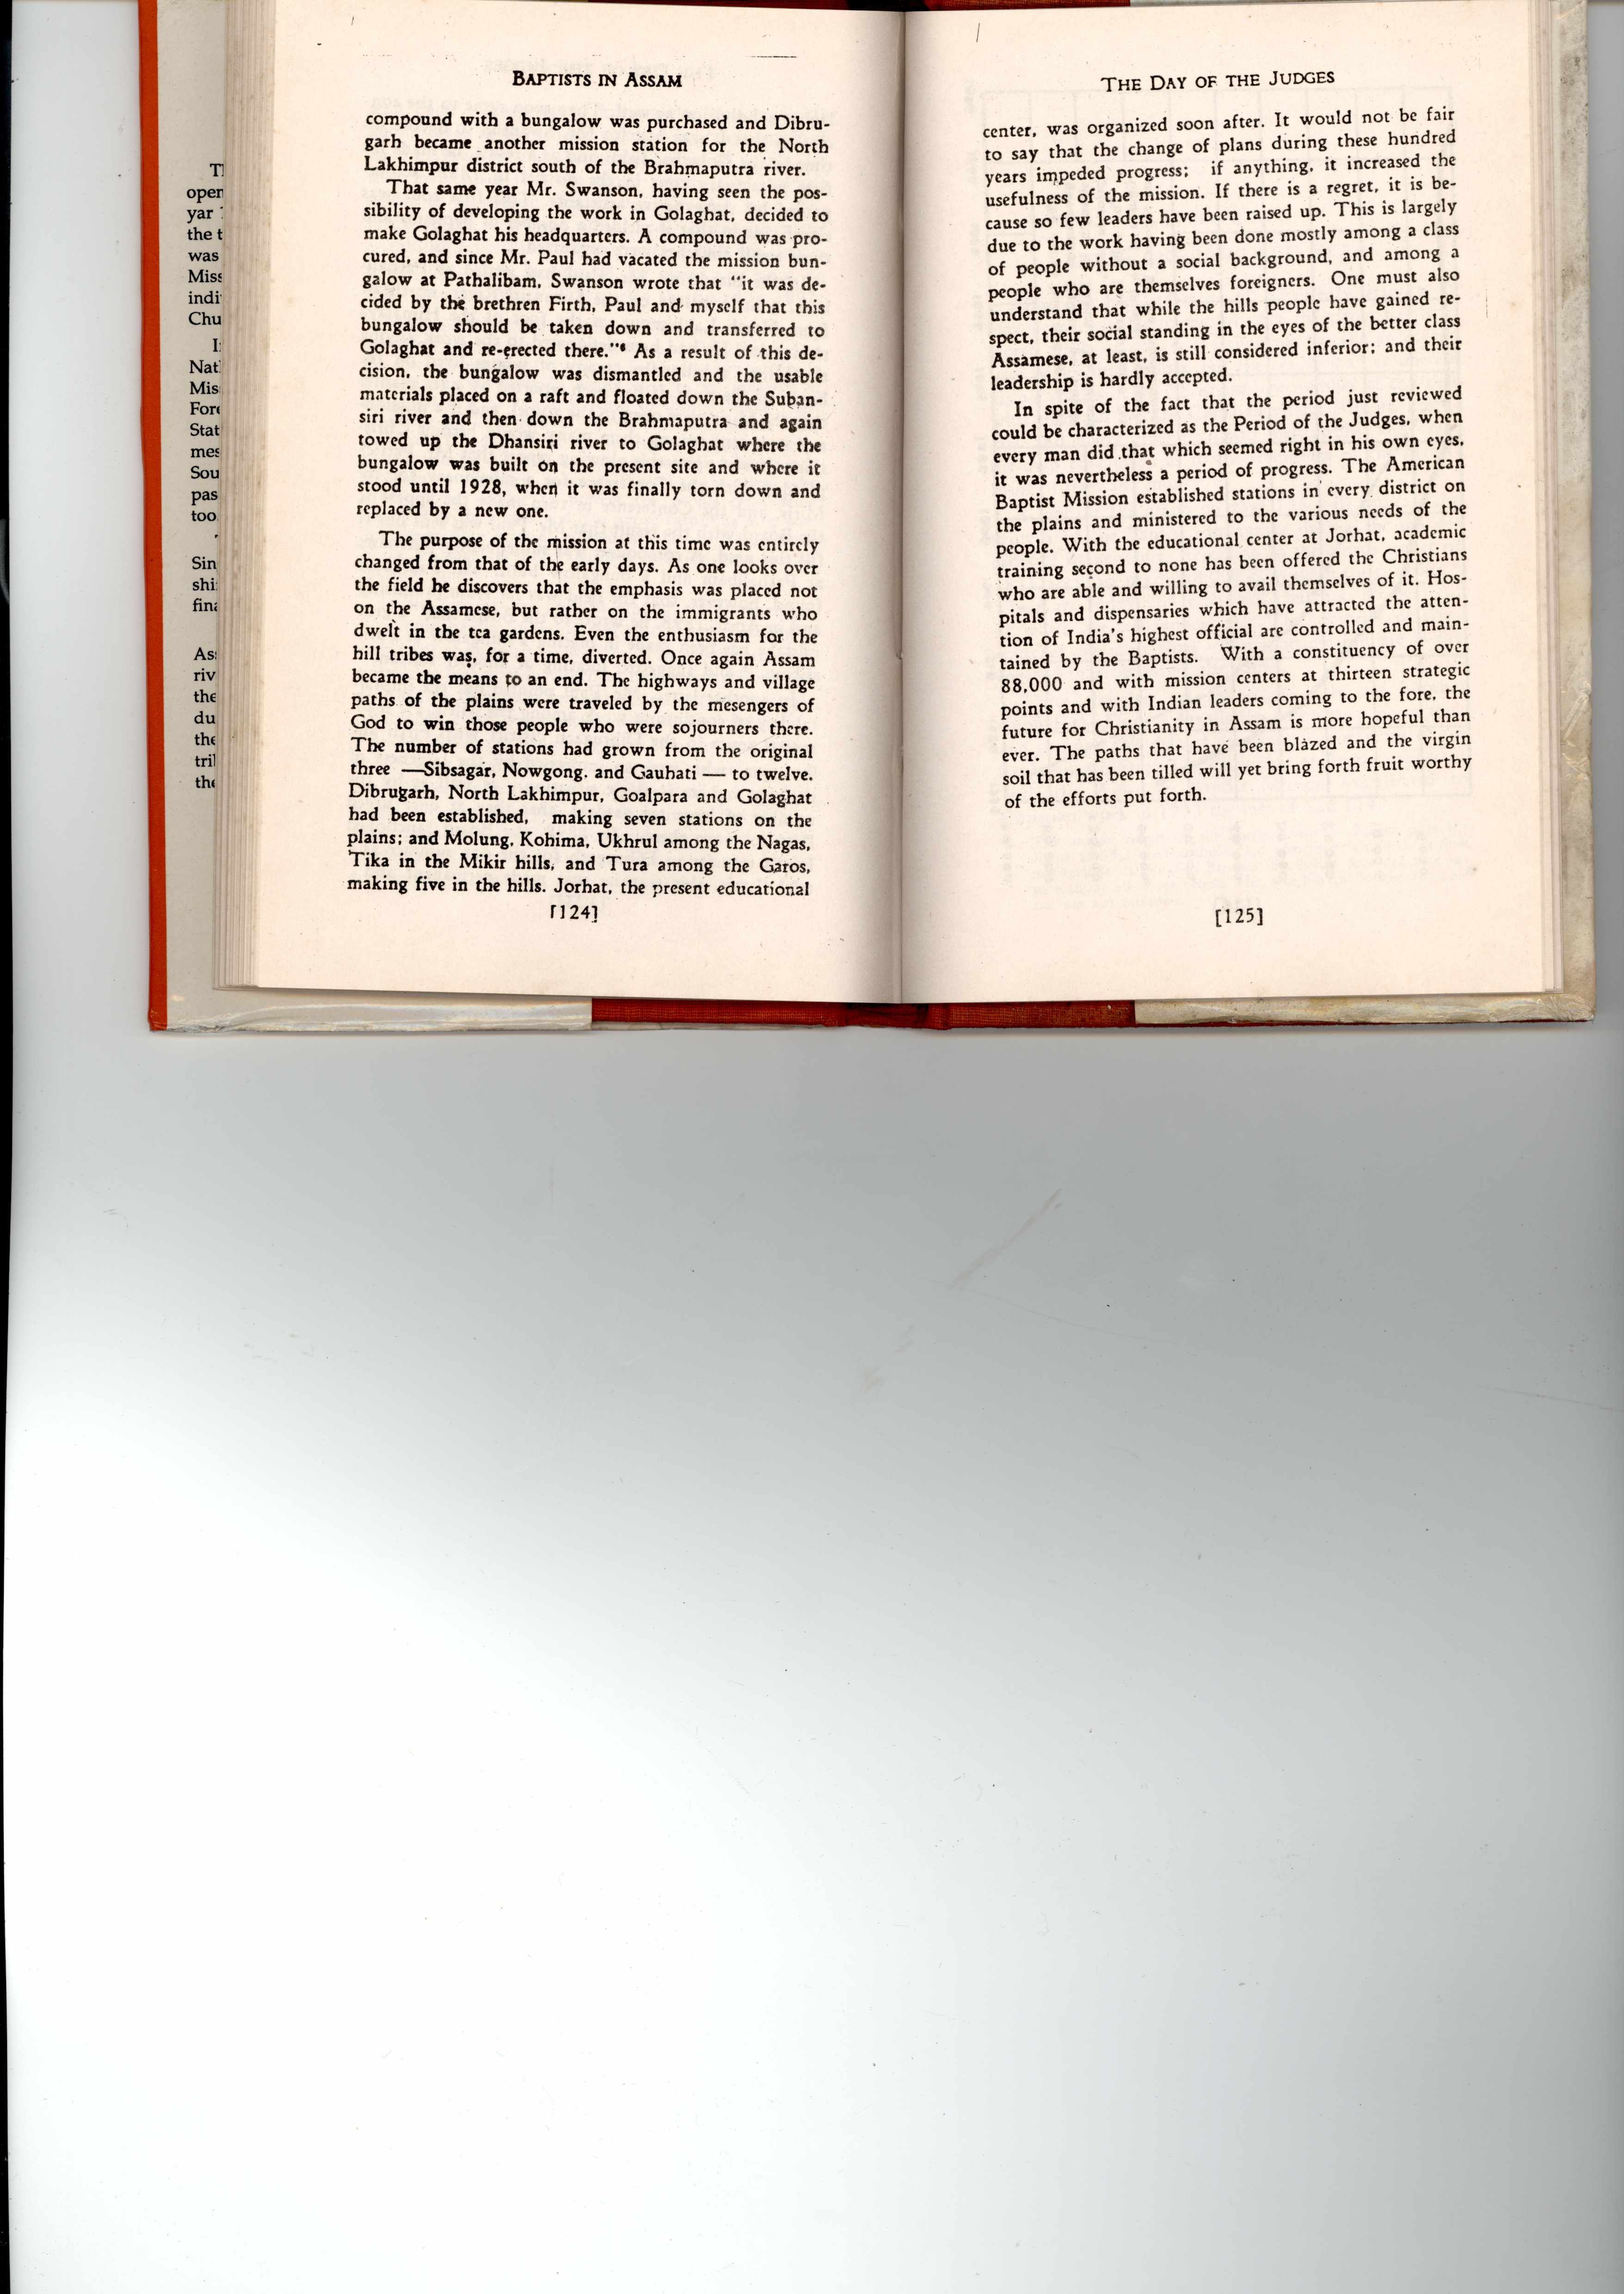 BAPTISTS IN ASSAM
compound with a bungalow was purchased and Dibru-
garh became another mission station for the North
Lakhimpur district south of the Brahmaputra river.
That same year Mr. Swanson, having seen the pos-
sibility of developing the work in Golaghat, decided to
make Golaghat his headquarters. A compound was pro-
cured, and since Mr. Paul had vacated the mission bun-
galow at Pathalibam, Swanson wrote that "it was de-
cided by the brethren Firth, Paul and myself that this
bungalow should be taken down and transferred to
Golaghat and re-erected there."⁶ As a result of this de-
cision, the bungalow was dismantled and the usable
materials placed on a raft and floated down the Suban-
siri river and then down the Brahmaputra and again
towed up the Dhansiri river to Golaghat where the
bungalow was built on the present site and where it
stood until 1928, when it was finally torn down and
replaced by a new one.
The purpose of the mission at this time was entirely
changed from that of the early days. As one looks over
the field he discovers that the emphasis was placed not
on the Assamese, but rather on the immigrants who
dwelt in the tea gardens. Even the enthusiasm for the
hill tribes was, for a time, diverted. Once again Assam
became the means to an end. The highways and village
paths of the plains were traveled by the mesengers of
God to win those people who were sojourners there.
The number of stations had grown from the original
three —Sibsagar, Nowgong, and Gauhati — to twelve.
Dibrugarh, North Lakhimpur, Goalpara and Golaghat
had been established, making seven stations on the
plains; and Molung, Kohima, Ukhrul among the Nagas,
Tika in the Mikir hills, and Tura among the Garos,
making five in the hills. Jorhat, the present educational
[124]
THE DAY OF THE JUDGES
center, was organized soon after. It would not be fair
to say that the change of plans during these hundred
years impeded progress; if anything, it increased the
usefulness of the mission. If there is a regret, it is be-
cause so few leaders have been raised up. This is largely
due to the work having been done mostly among a class
of people without a social background, and among a
people who are themselves foreigners. One must also
understand that while the hills people have gained re-
spect, their social standing in the eyes of the better class
Assamese, at least, is still considered inferior; and their
leadership is hardly accepted.
In spite of the fact that the period just reviewed
could be characterized as the Period of the Judges, when
every man did that which seemed right in his own eyes,
it was nevertheless a period of progress. The American
Baptist Mission established stations in every district on
the plains and ministered to the various needs of the
people. With the educational center at Jorhat, academic
training second to none has been offered the Christians
who are able and willing to avail themselves of it. Hos-
pitals and dispensaries which have attracted the atten-
tion of India's highest official are controlled and main-
tained by the Baptists. With a constituency of over
88,000 and with mission centers at thirteen strategic
points and with Indian leaders coming to the fore, the
future for Christianity in Assam is more hopeful than
ever. The paths that have been blazed and the virgin
soil that has been tilled will yet bring forth fruit worthy
of the efforts put forth.
[125]